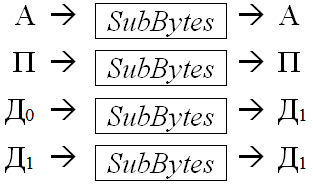 А → SubBytes → А
П → SubBytes → П
Д₀ → SubBytes → Д₁
Д₁ → SubBytes → Д₁